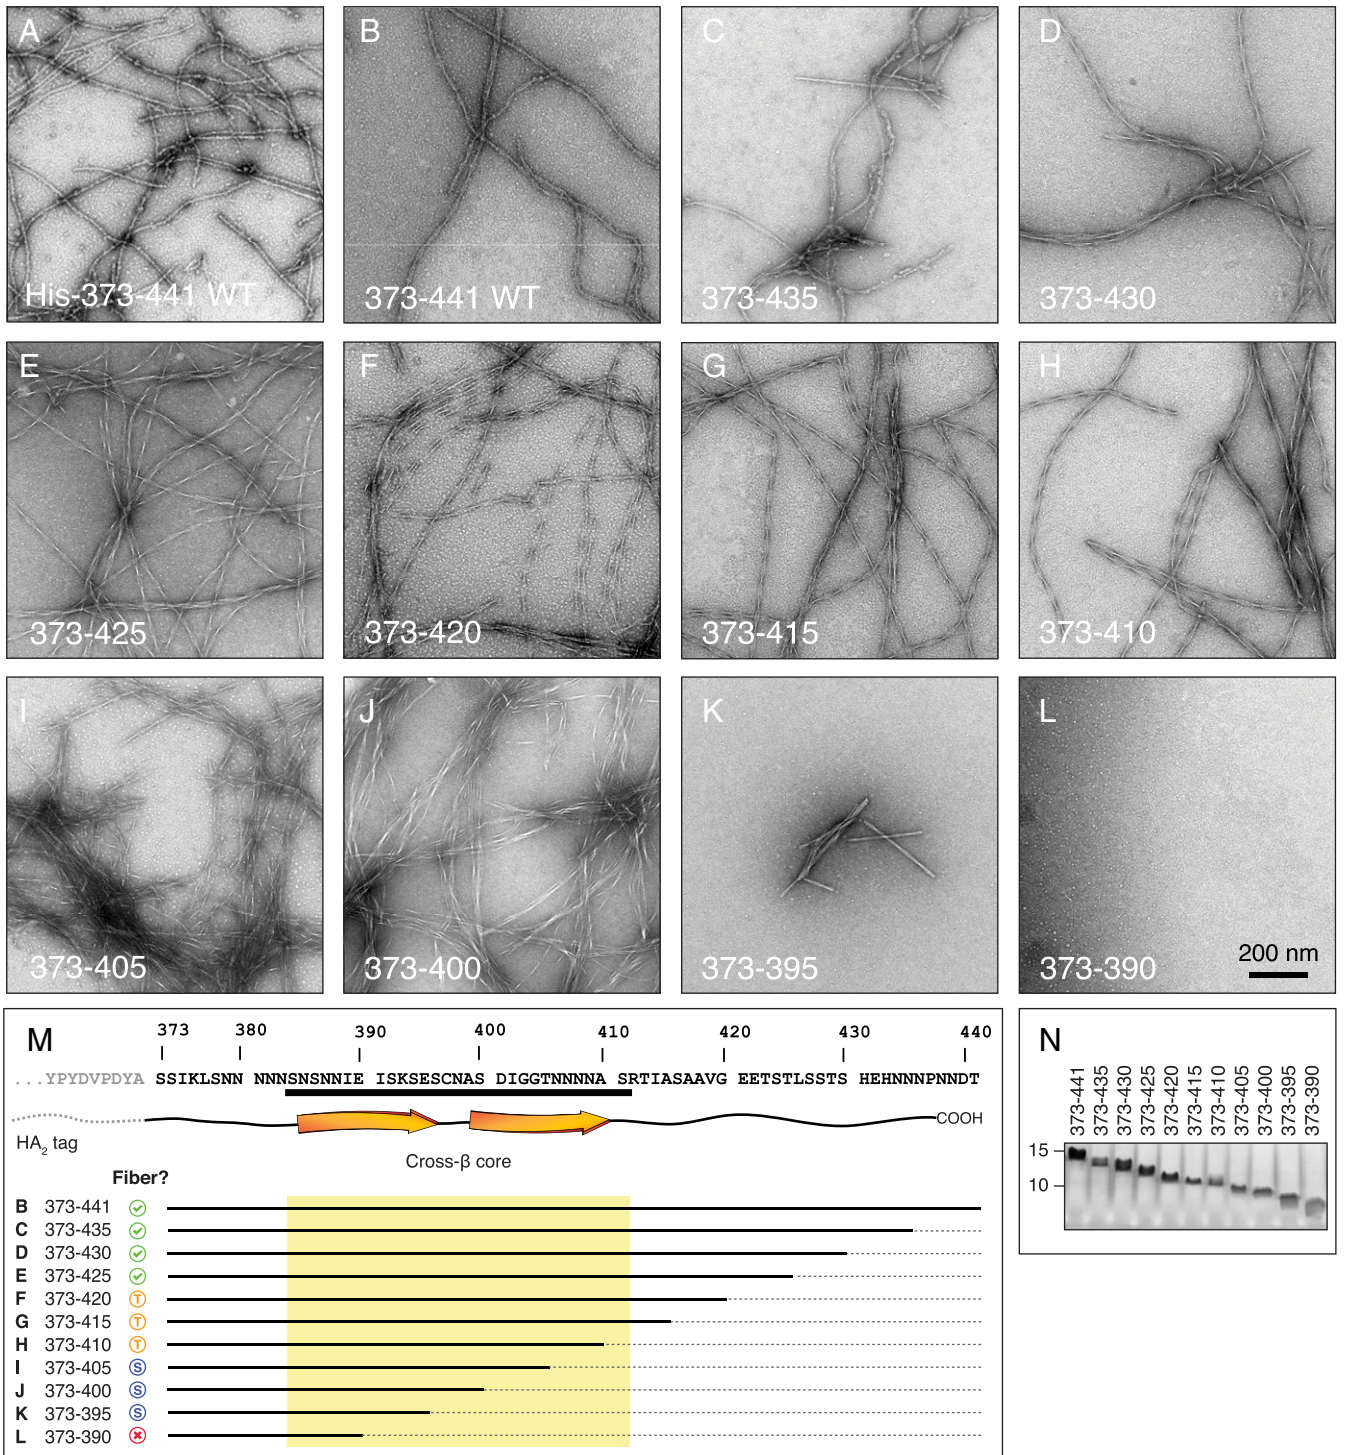 A
His-373-441 WT
B
373-441 WT
C
373-435
D
373-430
E
373-425
F
373-420
G
373-415
H
373-410
I
373-405
J
373-400
K
373-395
L
373-390
200 nm
M
373 380 390 400 410 420 430 440
...YPYDVPDYA SSIKLSNN NNNSNSNNIE ISKSESCNAS DIGGTNNNNA SRTIASAAVG EETSTLSSTS HEHNNNPNNDT
COOH
HA2 tag
Cross-β core
Fiber?
B 373-441
C 373-435
D 373-430
E 373-425
F 373-420 T
G 373-415 T
H 373-410 T
I 373-405 S
J 373-400 S
K 373-395 S
L 373-390
N
373-441
373-435
373-430
373-425
373-420
373-415
373-410
373-405
373-400
373-395
373-390
15
10